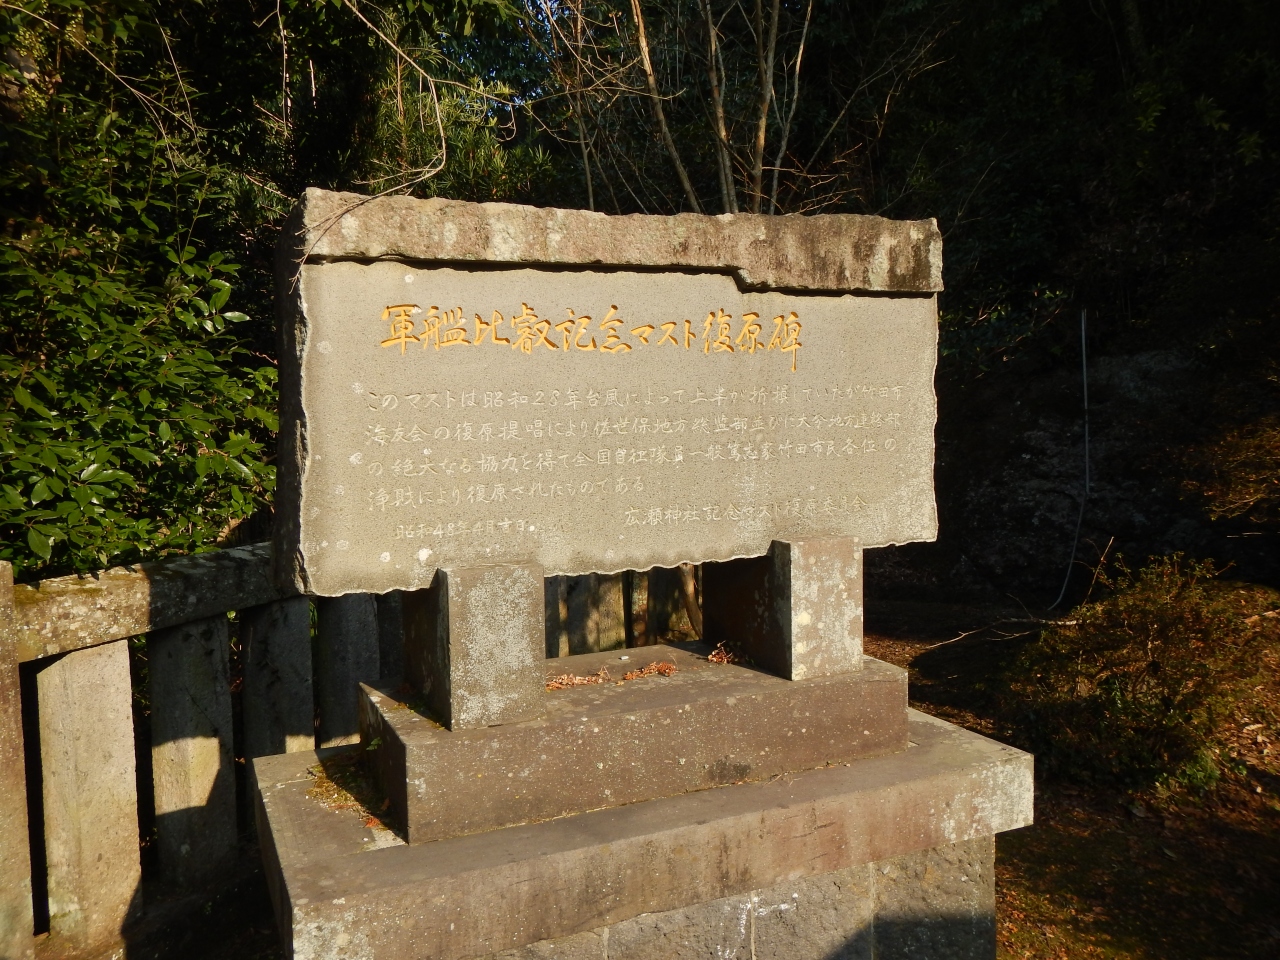 軍艦比叡記念マスト復原碑
このマストは昭和28年台風によって上半が折損していたが竹田市
海友会の復原提唱により佐世保地方総監部並びに大分地方連絡部
の絶大なる協力を得て全国曽社隊員一般篤志家竹田市民各位の
浄財により復原されたものである
昭和48年4月吉日 広瀬神社記念マスト復原委員会